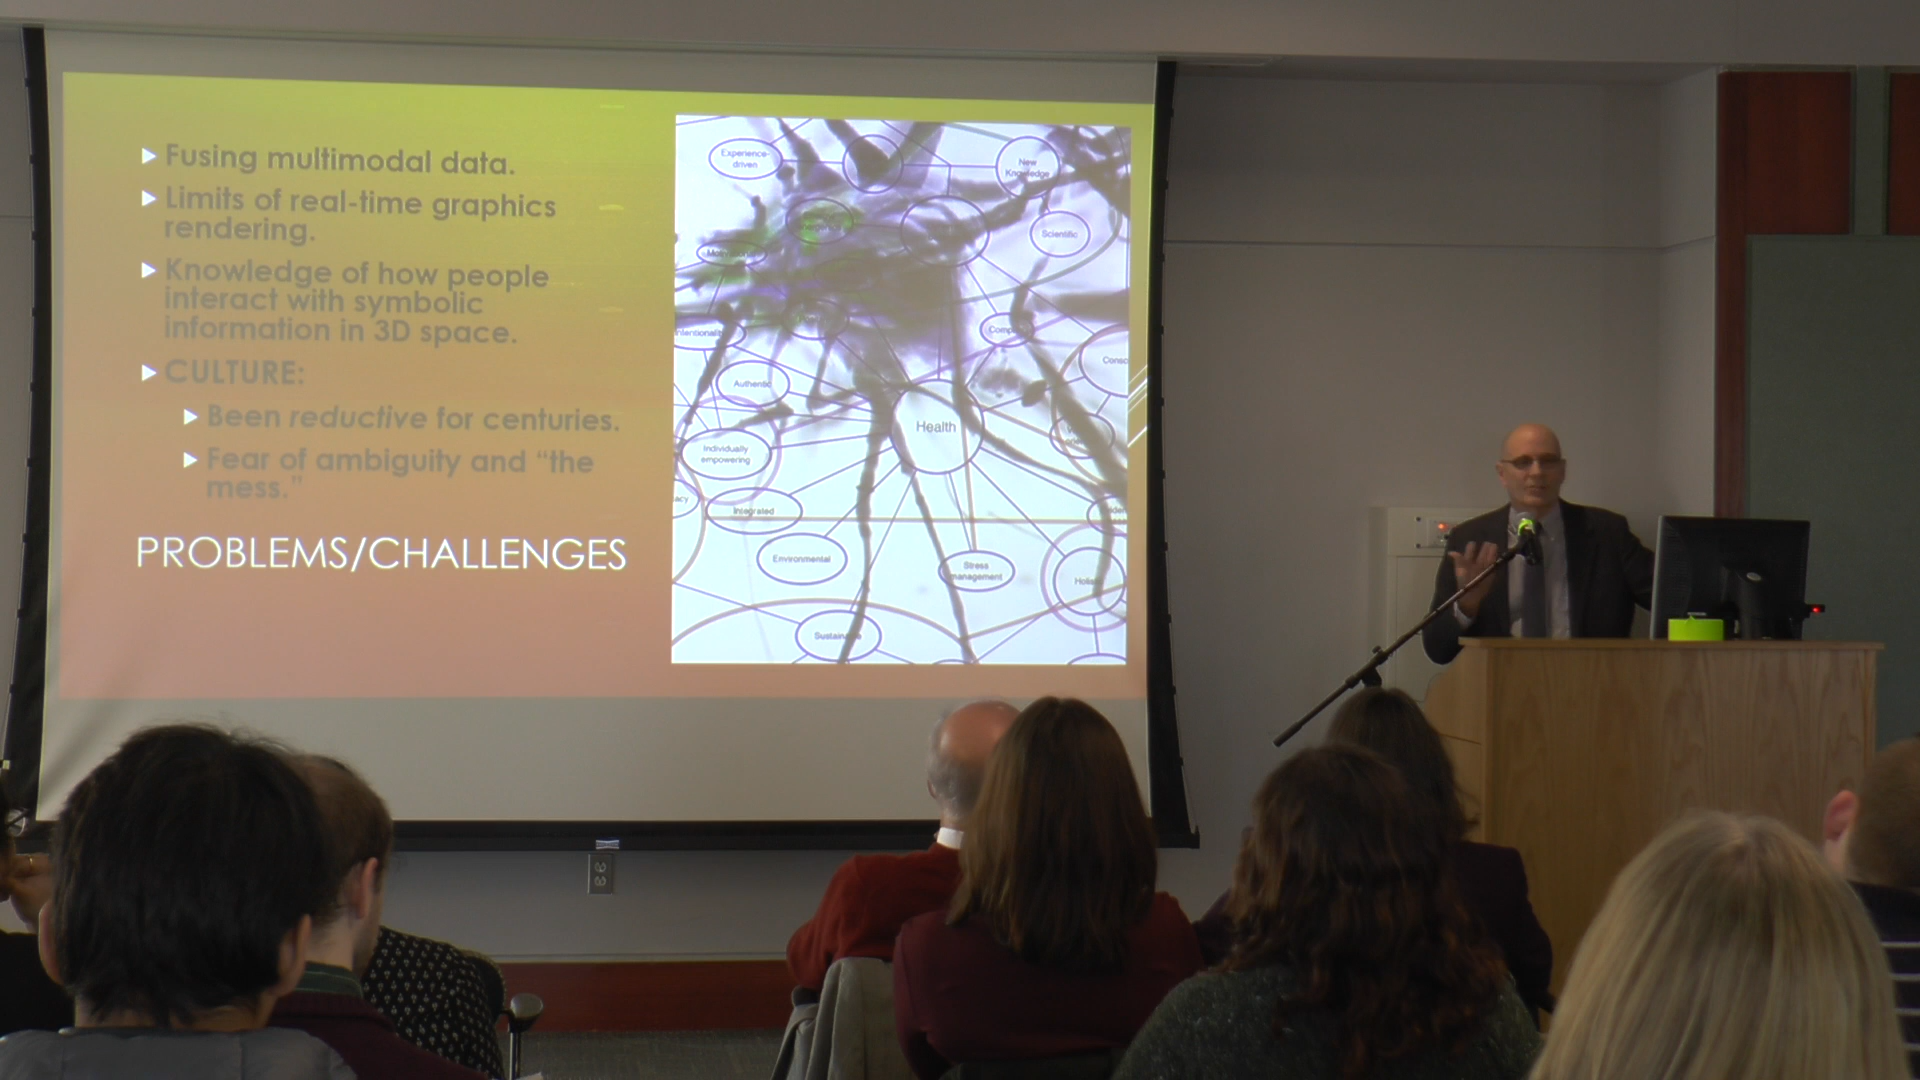 Fusing multimodal data.
Limits of real-time graphics
rendering.
Knowledge of how people
interact with symbolic
information in 3D space.
CULTURE:
Been reductive for centuries.
Fear of ambiguity and “the
mess.”
PROBLEMS/CHALLENGES
Experience-
driven
New
Knowledge
Scientific
Authentic
Health
Individually
empowering
Integrated
Environmental
Stress
management